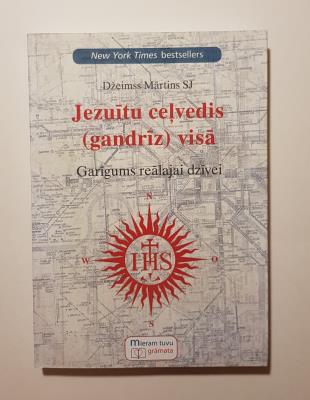 New York Times bestsellers
Džeimss Mārtins SJ
Jezuītu ceļvedis
(gandrīz) visā
Garīgums reālajai dzīvei
N
W IHS O
S
mieram tuvu
grāmata